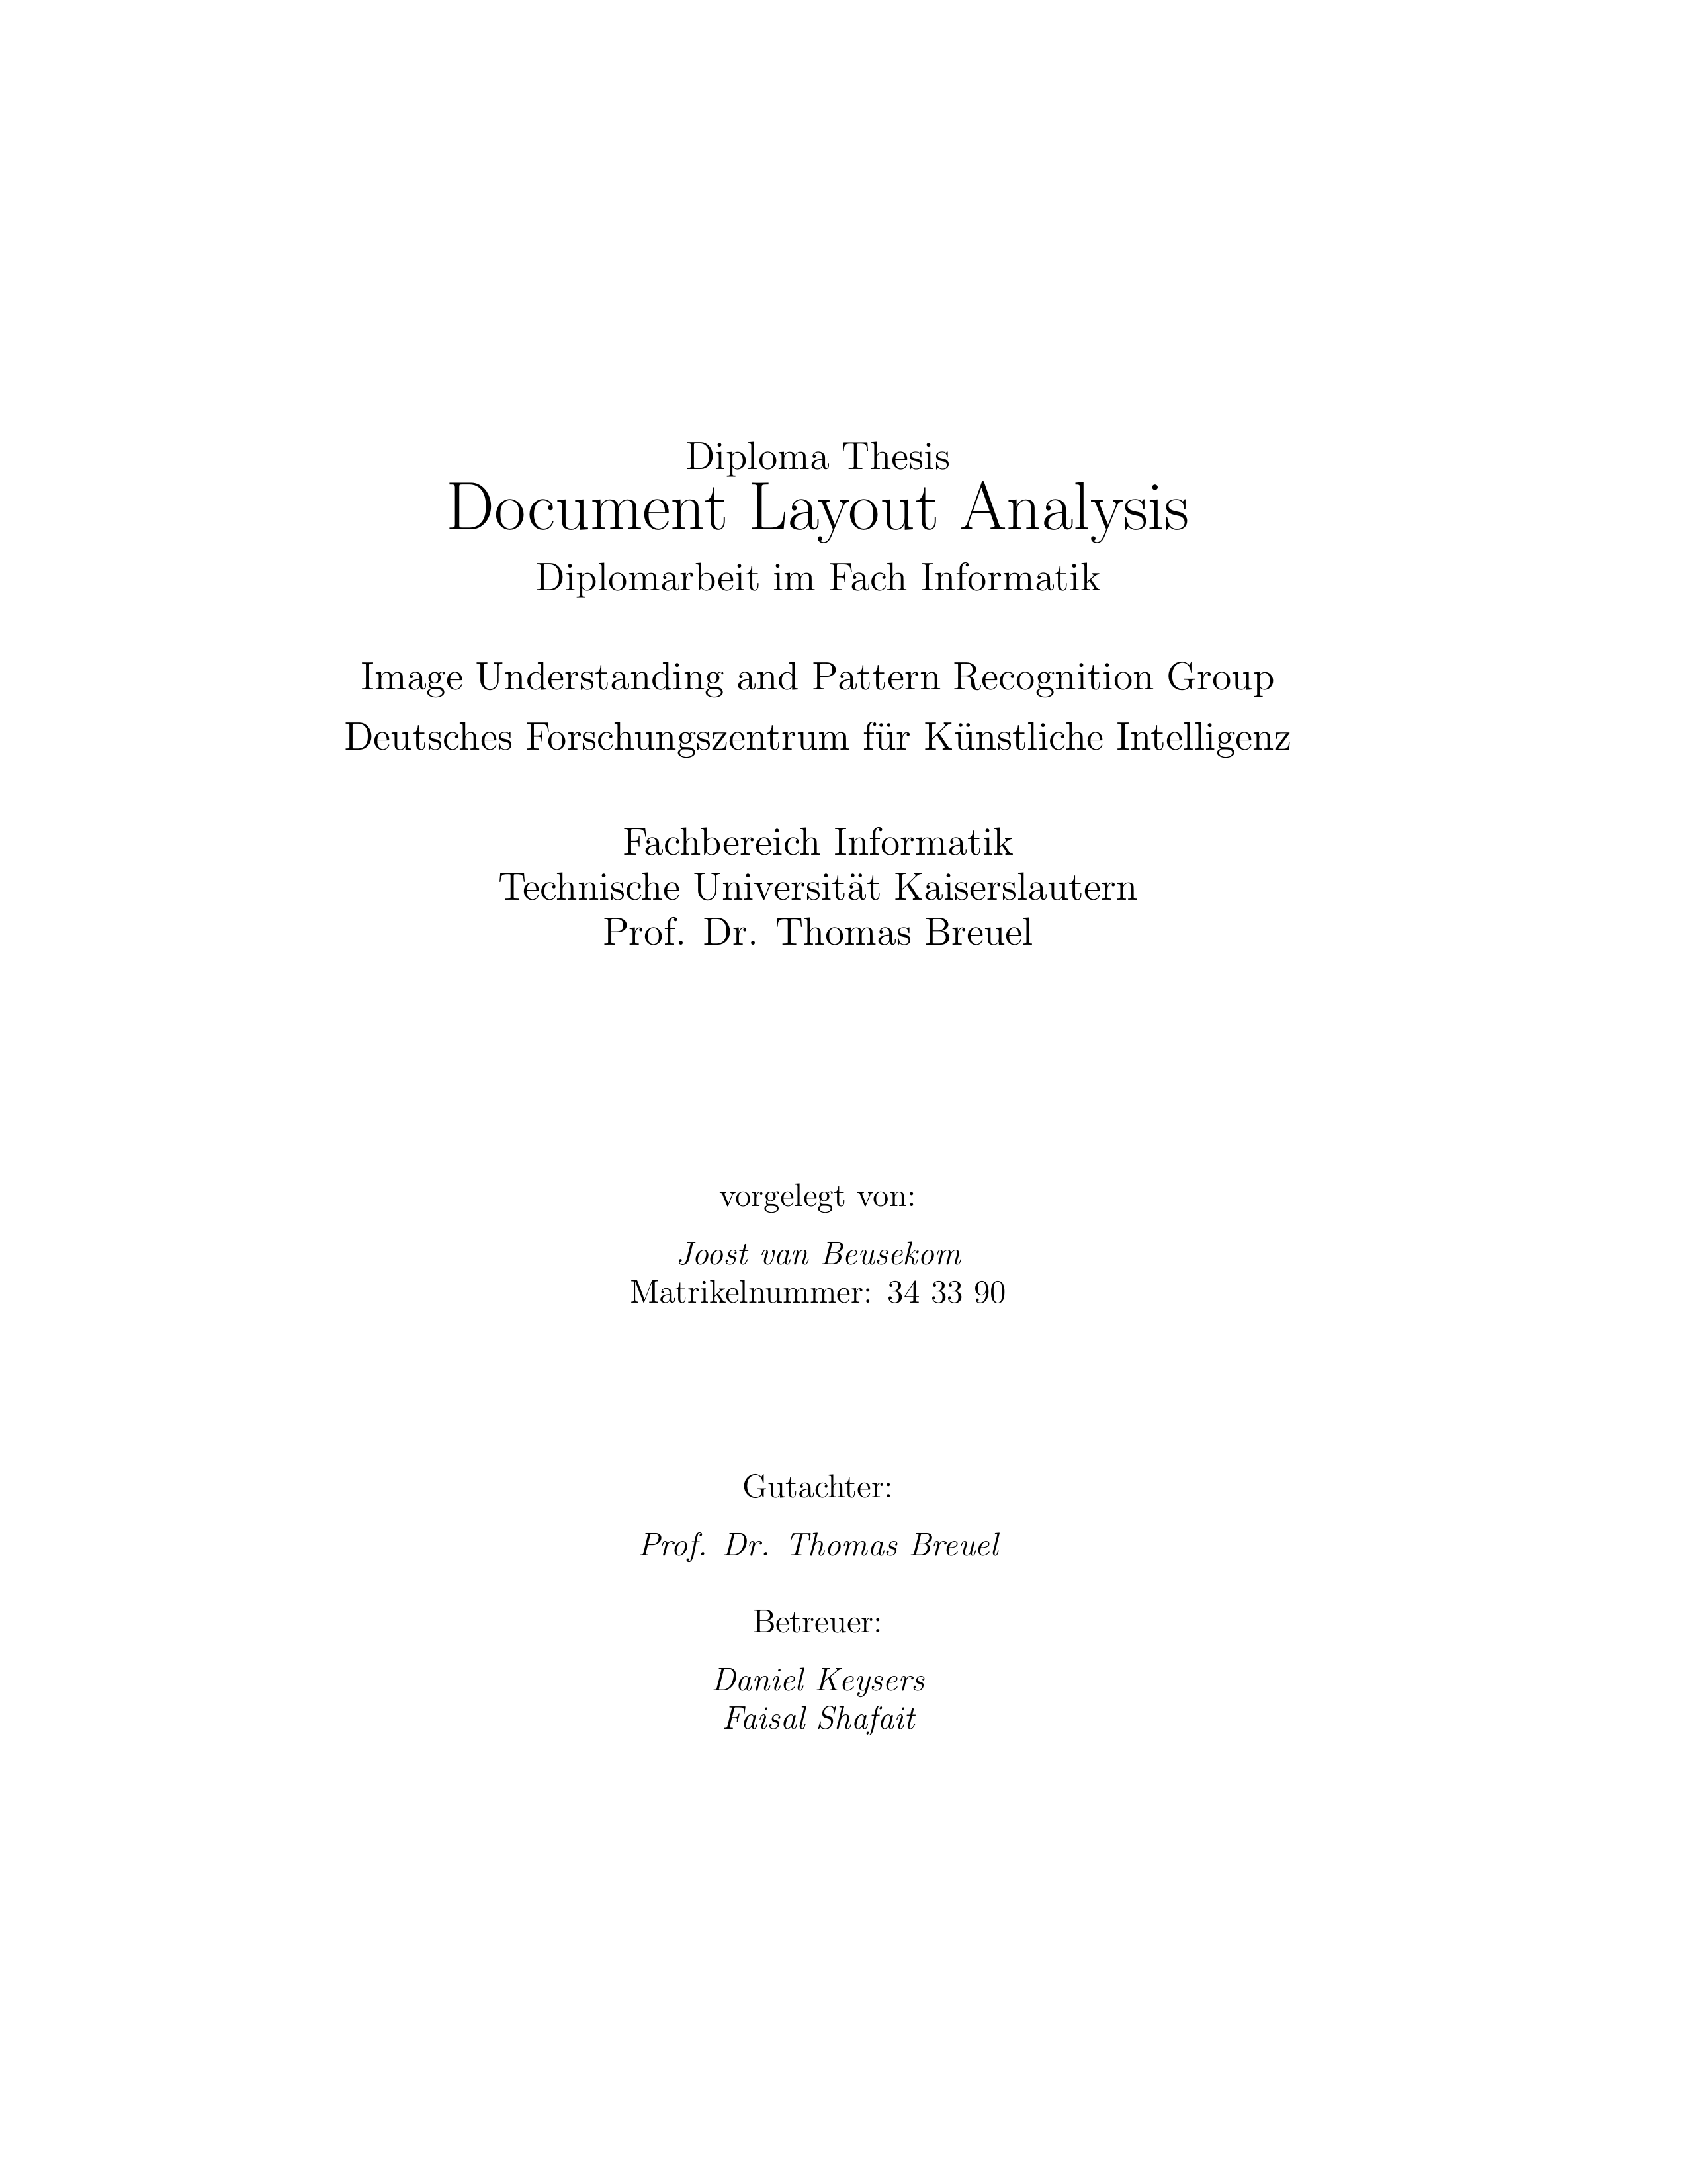 Diploma Thesis
Document Layout Analysis
Diplomarbeit im Fach Informatik
Image Understanding and Pattern Recognition Group
Deutsches Forschungszentrum für Künstliche Intelligenz
Fachbereich Informatik
Technische Universität Kaiserslautern
Prof. Dr. Thomas Breuel
vorgelegt von:
Joost van Beusekom
Matrikelnummer: 34 33 90
Gutachter:
Prof. Dr. Thomas Breuel
Betreuer:
Daniel Keysers
Faisal Shafait